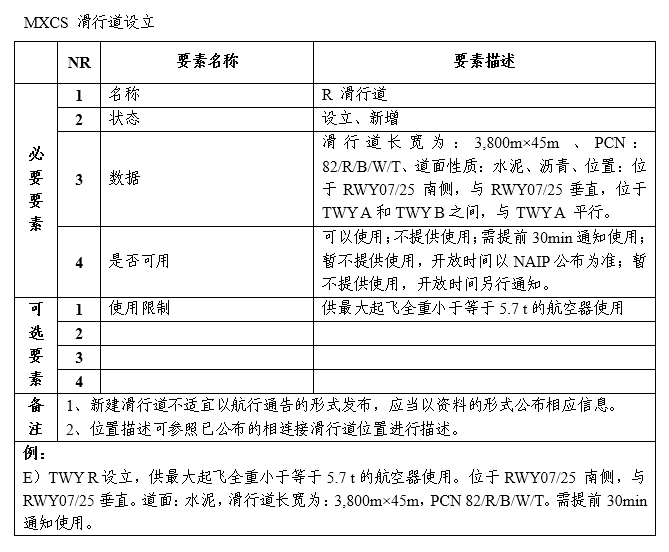 MXCS 滑行道设立
NR 要素名称 要素描述
必要要素
1 名称 R 滑行道
2 状态 设立、新增
3 数据 滑行道长宽为：3,800m×45m、PCN：
82/R/B/W/T、道面性质：水泥、沥青、位置：位
于 RWY07/25 南侧，与 RWY07/25 垂直，位于
TWY A 和 TWY B 之间，与 TWY A 平行。
4 是否可用 可以使用；不提供使用；需提前 30min 通知使用；
暂不提供使用，开放时间以 NAIP 公布为准；暂
不提供使用，开放时间另行通知。
可选要素
1 使用限制 供最大起飞全重小于等于 5.7 t 的航空器使用
2
3
4
备注
1、新建滑行道不适宜以航行通告的形式发布，应当以资料的形式公布相应信息。
2、位置描述可参照已公布的相连接滑行道位置进行描述。
例：
E）TWY R 设立，供最大起飞全重小于等于 5.7 t 的航空器使用。位于 RWY07/25 南侧，与
RWY07/25 垂直。道面：水泥，滑行道长宽为：3,800m×45m，PCN 82/R/B/W/T。需提前 30min
通知使用。